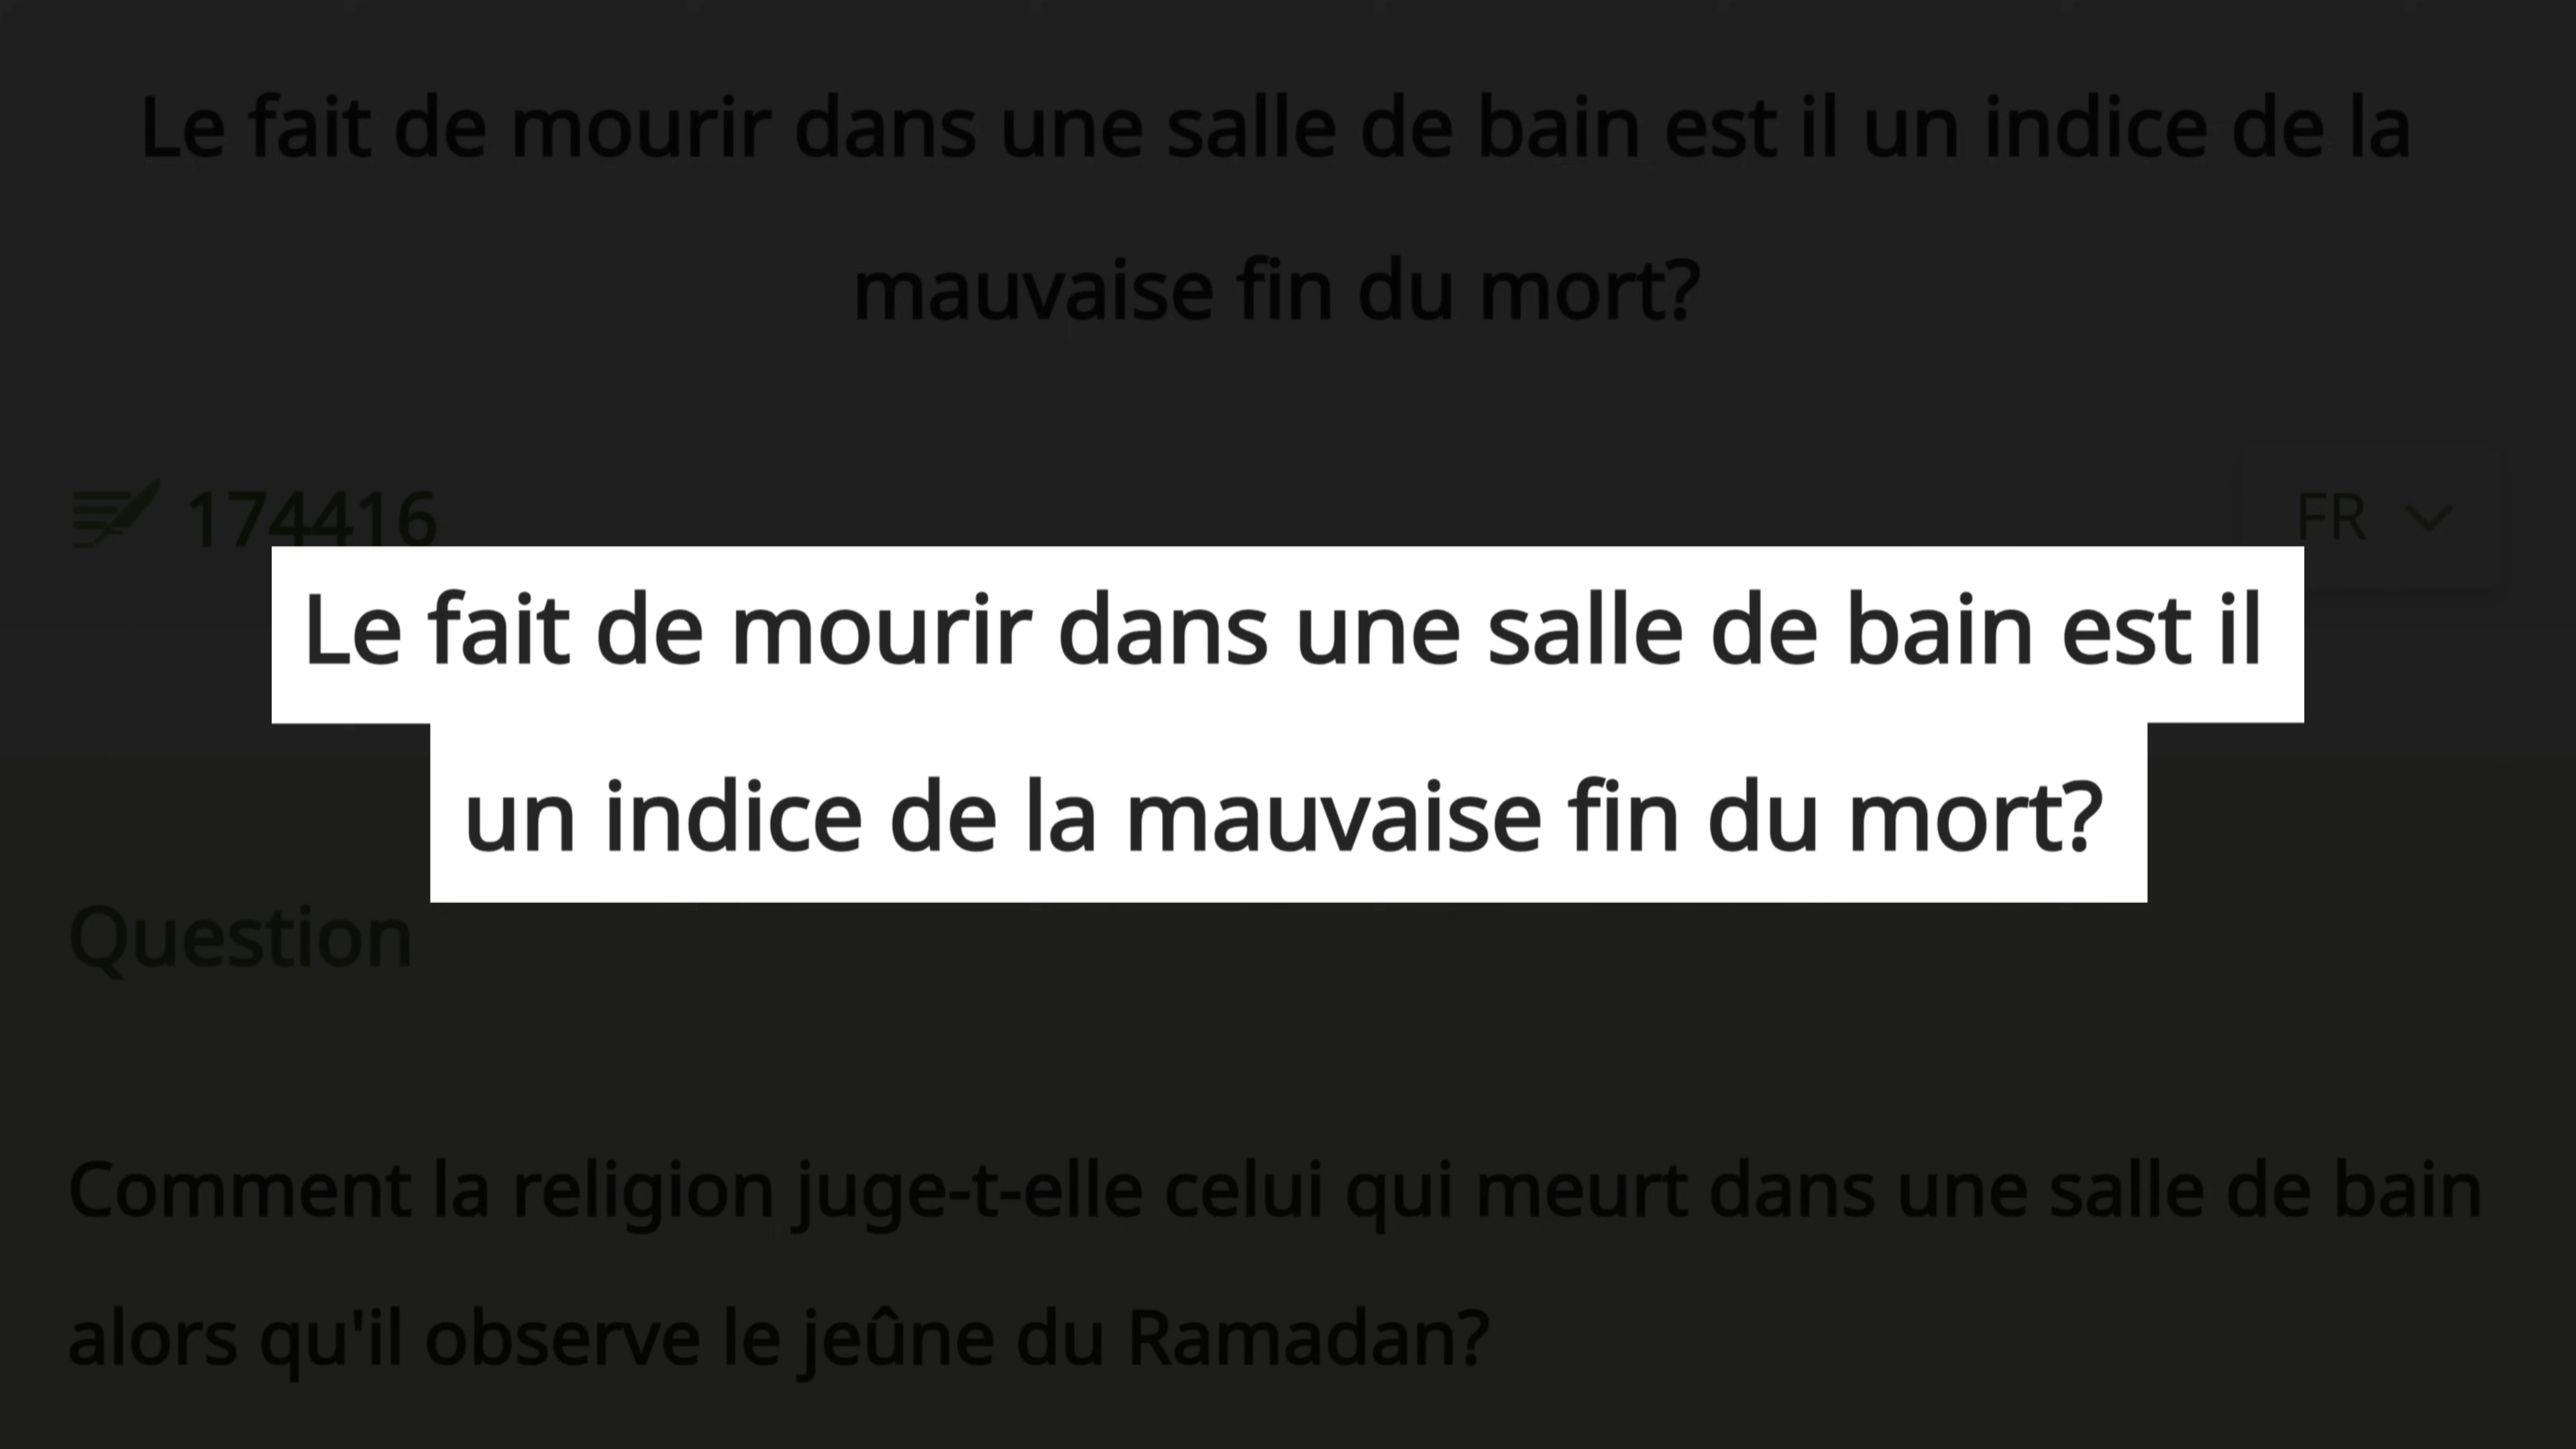 Le fait de mourir dans une salle de bain est il un indice de la
mauvaise fin du mort?
174416
FR
Le fait de mourir dans une salle de bain est il
un indice de la mauvaise fin du mort?
Question
Comment la religion juge-t-elle celui qui meurt dans une salle de bain
alors qu'il observe le jeûne du Ramadan?